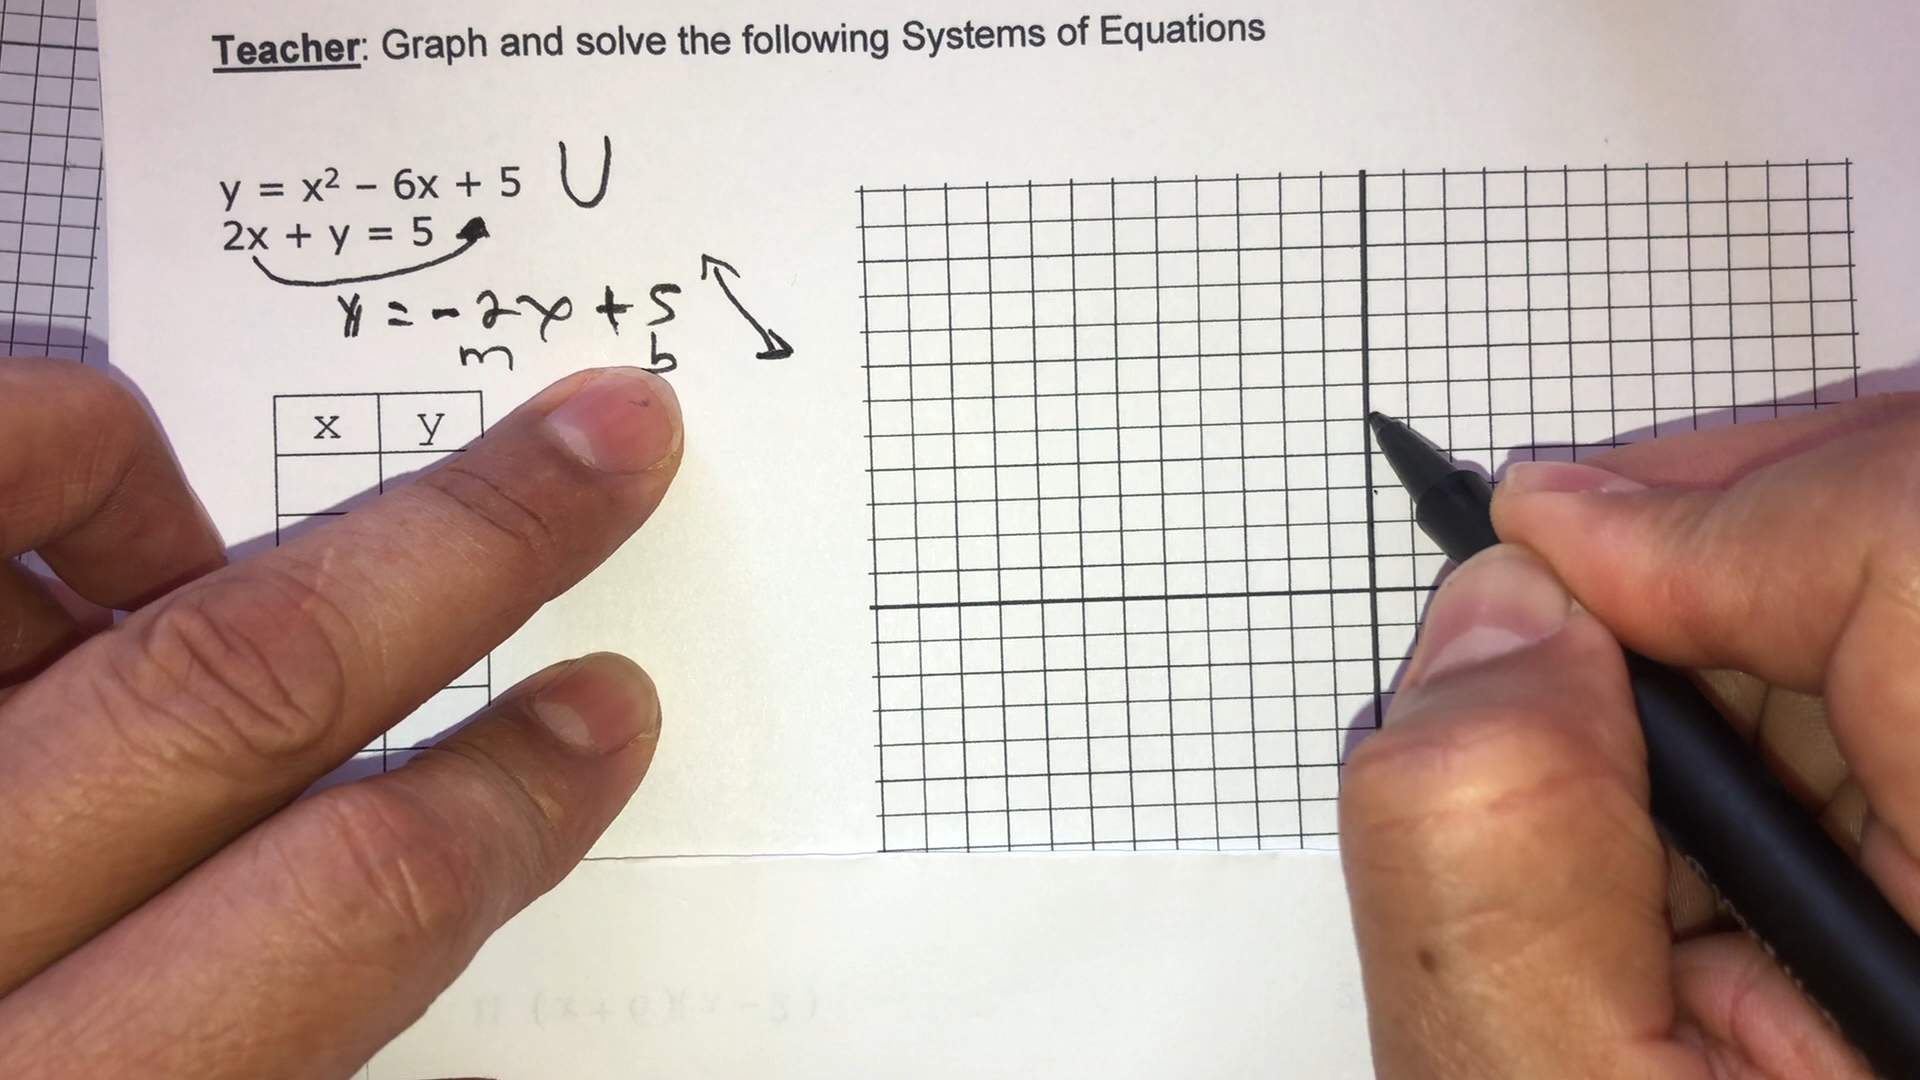 Teacher: Graph and solve the following Systems of Equations
y = x² – 6x + 5
2x + y = 5
y = -2x + 5
m b
x y